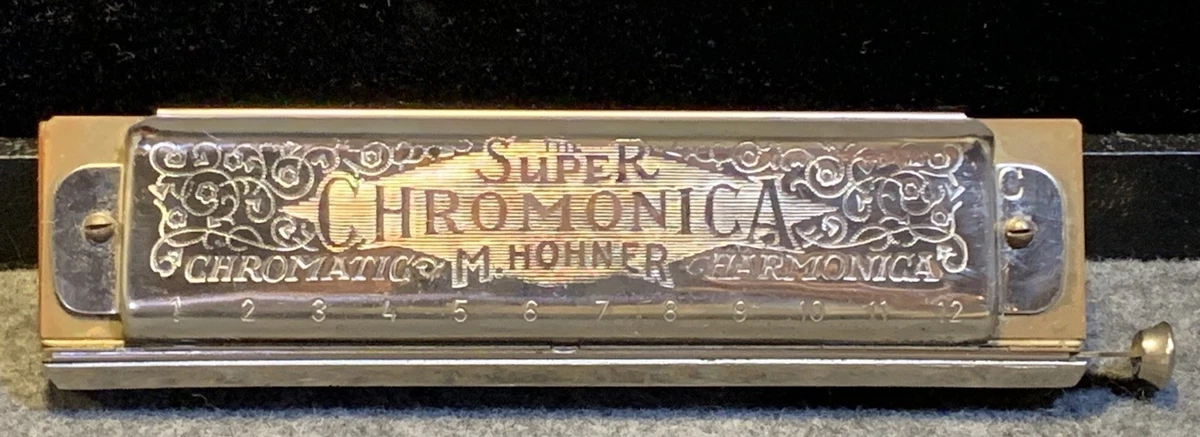 THE
SUPER
CHROMONICA
CHROMATIC M. HOHNER HARMONICA
1 2 3 4 5 6 7 8 9 10 11 12
C